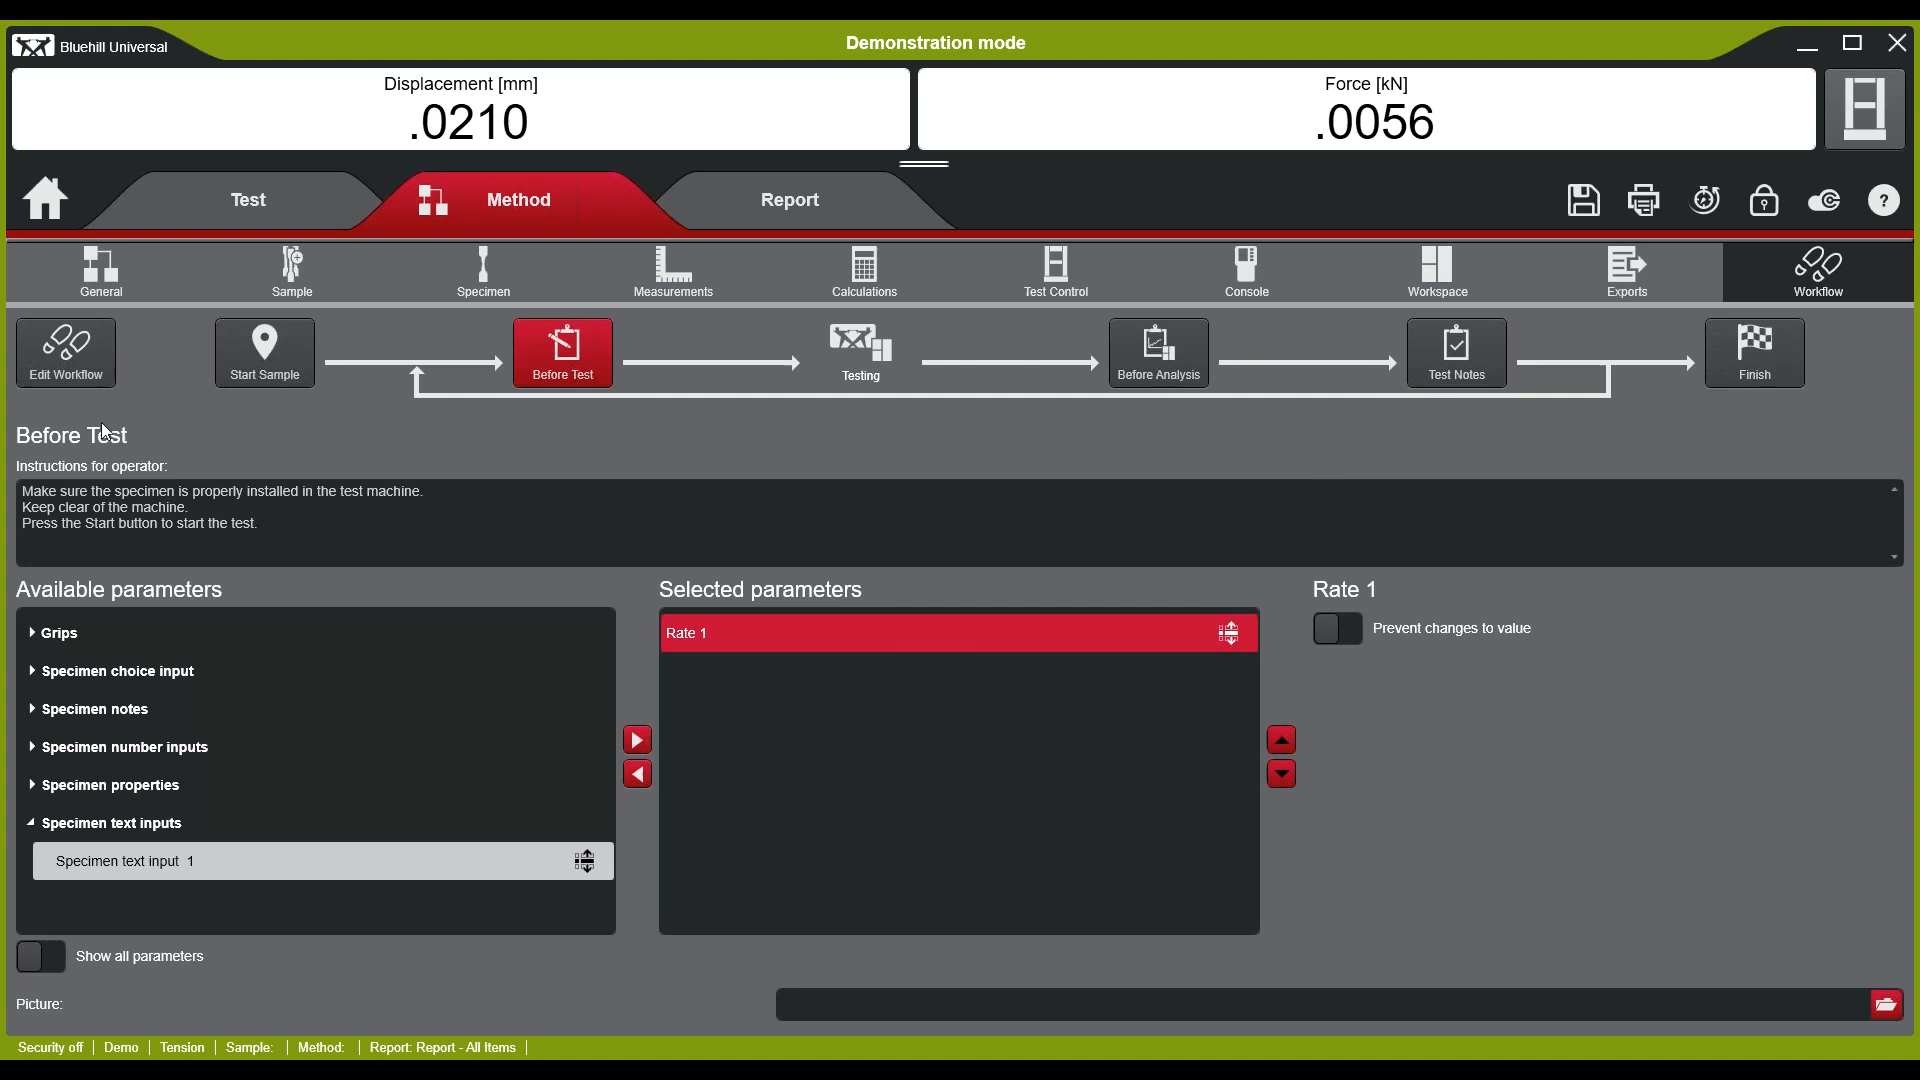 Bluehill Universal
Demonstration mode
Displacement [mm]
.0210
Force [kN]
.0056
Test
Method
Report
?
General
Sample
Specimen
Measurements
Calculations
Test Control
Console
Workspace
Exports
Workflow
Edit Workflow
Start Sample
Before Test
Testing
Before Analysis
Test Notes
Finish
Before Test
Instructions for operator:
Make sure the specimen is properly installed in the test machine.
Keep clear of the machine.
Press the Start button to start the test.
Available parameters
Grips
Specimen choice input
Specimen notes
Specimen number inputs
Specimen properties
Specimen text inputs
Specimen text input 1
Show all parameters
Selected parameters
Rate 1
Rate 1
Prevent changes to value
Picture:
Security off
Demo
Tension
Sample:
Method:
Report: Report - All Items